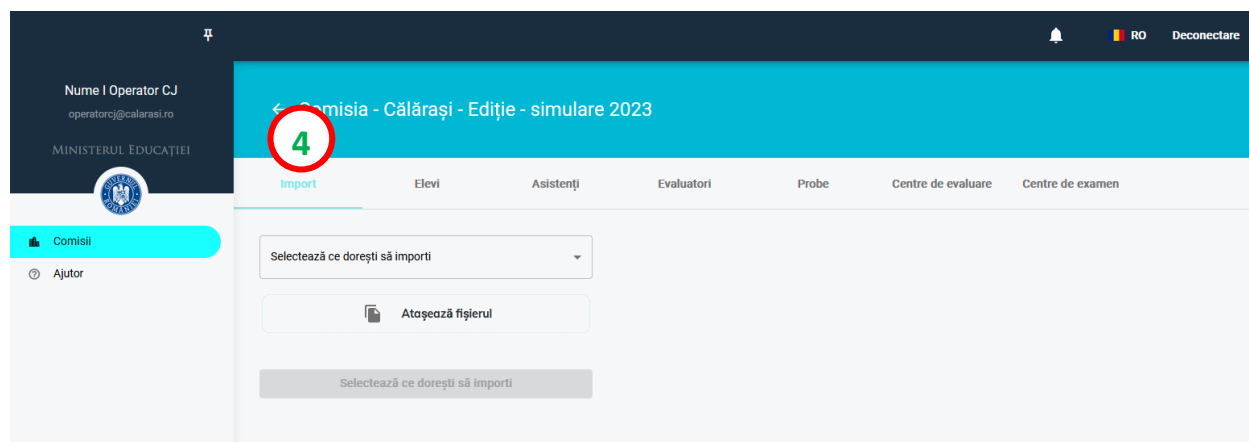 RO Deconectare
Nume I Operator CJ
operatorcj@calarasi.ro
MINISTERUL EDUCAȚIEI
GUVERNUL ROMÂNIEI
Comisii
Ajutor
← Comisia - Călărași - Ediție - simulare 2023
4
Import Elevi Asistenți Evaluatori Probe Centre de evaluare Centre de examen
Selectează ce dorești să importi
Atașează fișierul
Selectează ce dorești să importi